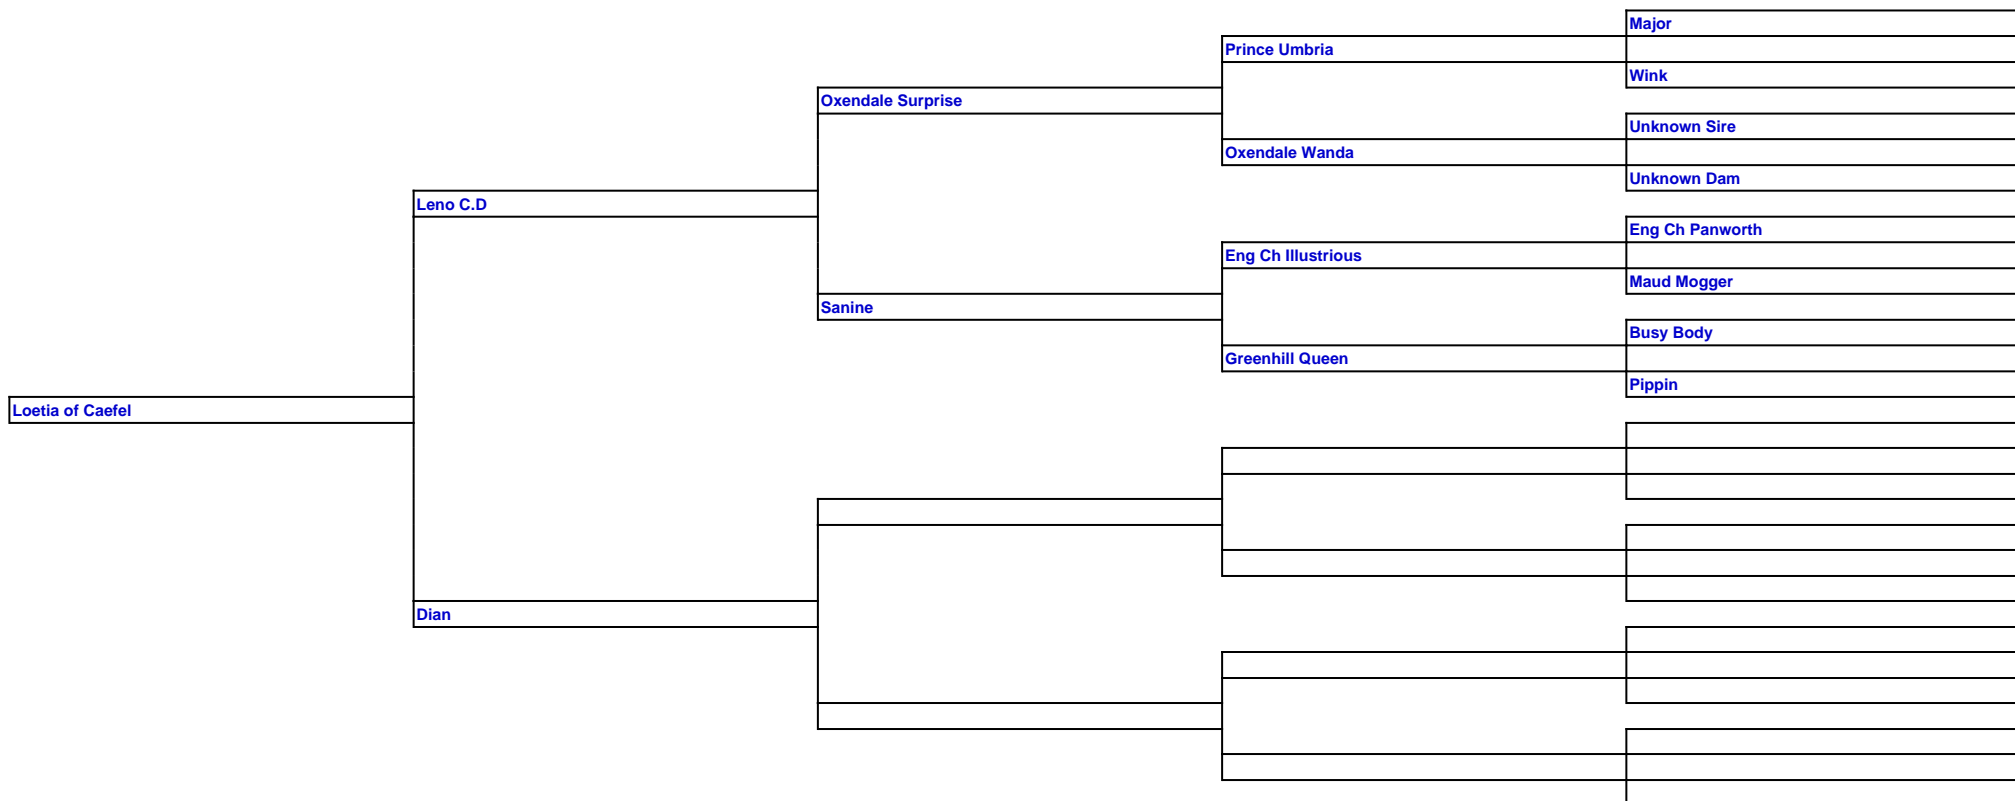 Major
Prince Umbria
Wink
Oxendale Surprise
Unknown Sire
Oxendale Wanda
Unknown Dam
Leno C.D
Eng Ch Panworth
Eng Ch Illustrious
Maud Mogger
Sanine
Busy Body
Greenhill Queen
Pippin
Loetia of Caefel
Dian